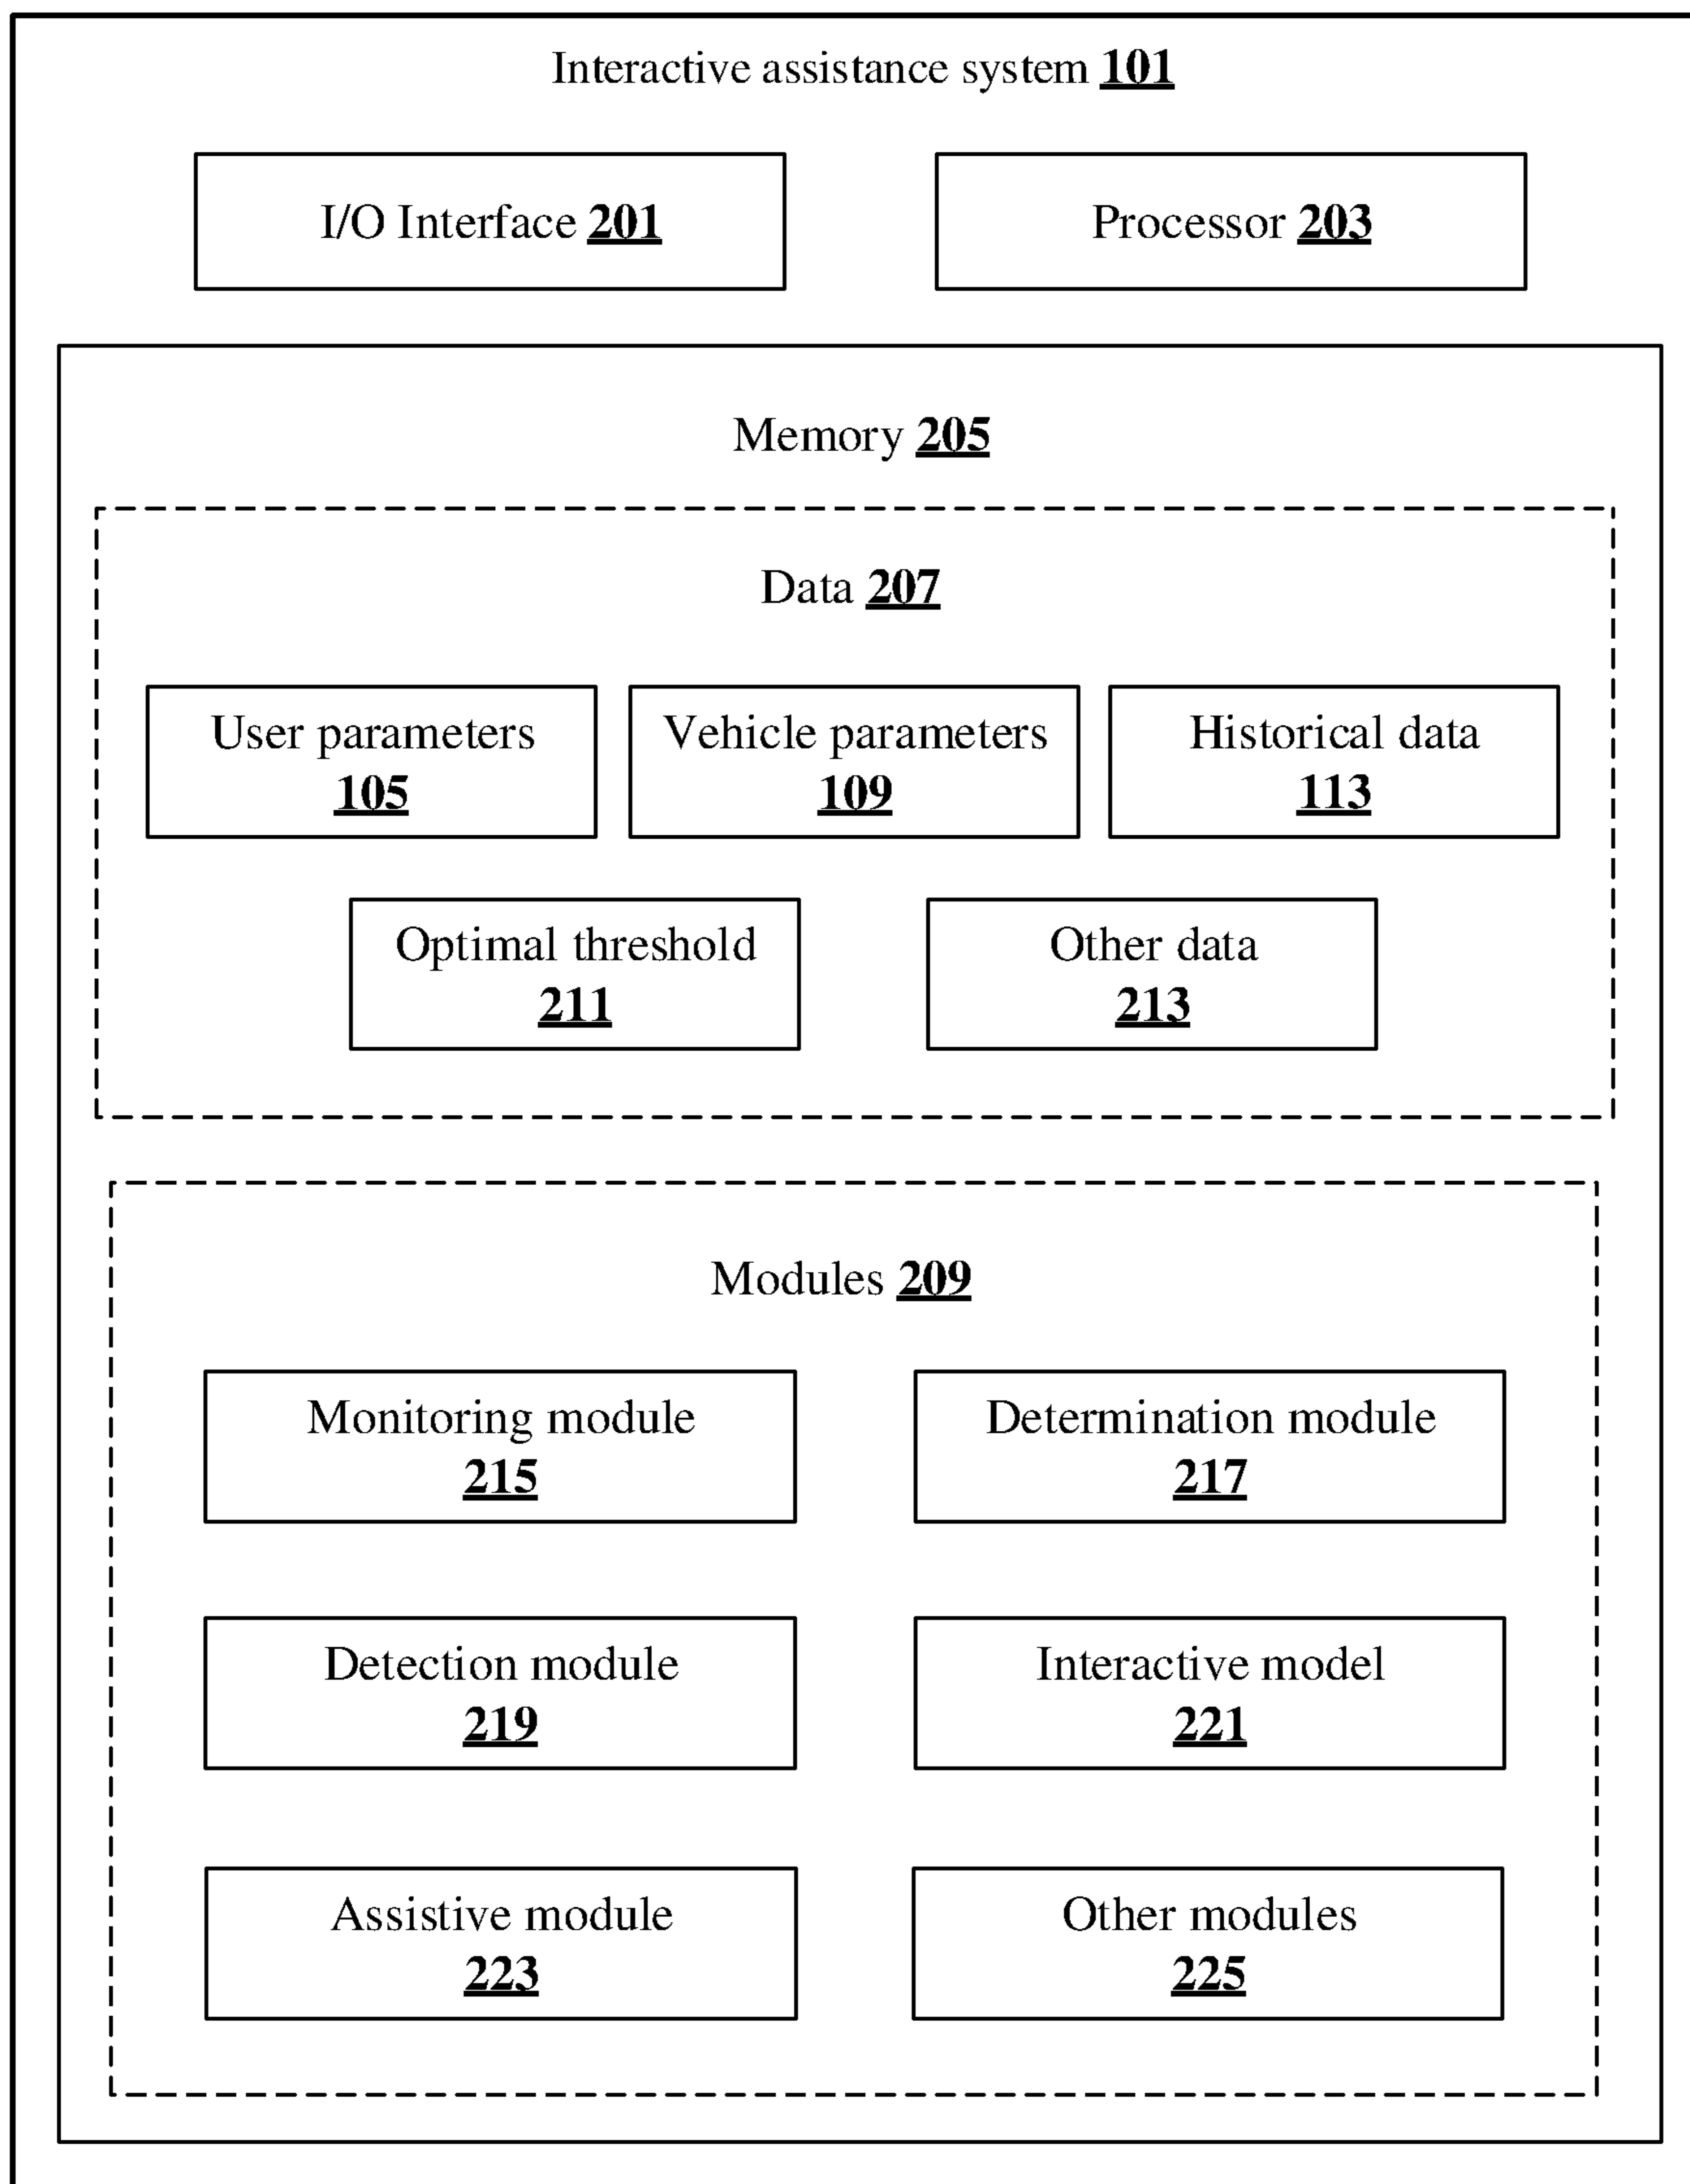 Interactive assistance system 101
I/O Interface 201
Processor 203
Memory 205
Data 207
User parameters
105
Vehicle parameters
109
Historical data
113
Optimal threshold
211
Other data
213
Modules 209
Monitoring module
215
Determination module
217
Detection module
219
Interactive model
221
Assistive module
223
Other modules
225